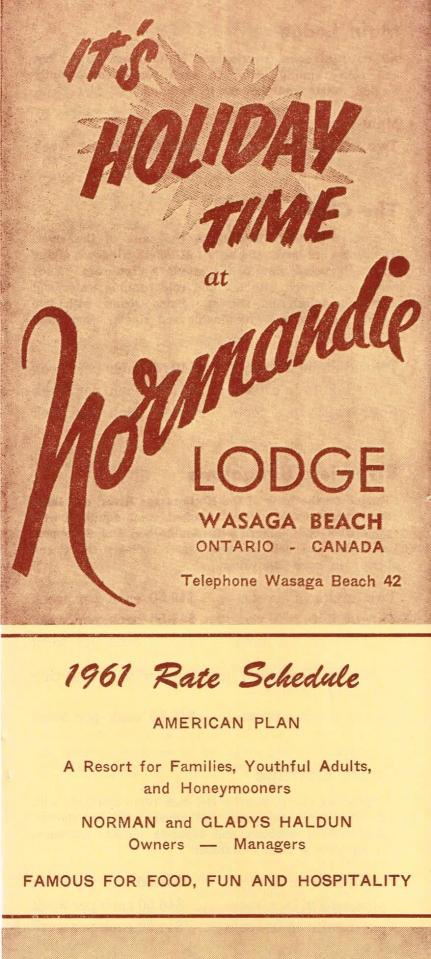 IT'S
HOLIDAY
TIME
at
Normandie
LODGE
WASAGA BEACH
ONTARIO - CANADA
Telephone Wasaga Beach 42
1961 Rate Schedule
AMERICAN PLAN
A Resort for Families, Youthful Adults,
and Honeymooners
NORMAN and GLADYS HALDUN
Owners — Managers
FAMOUS FOR FOOD, FUN AND HOSPITALITY